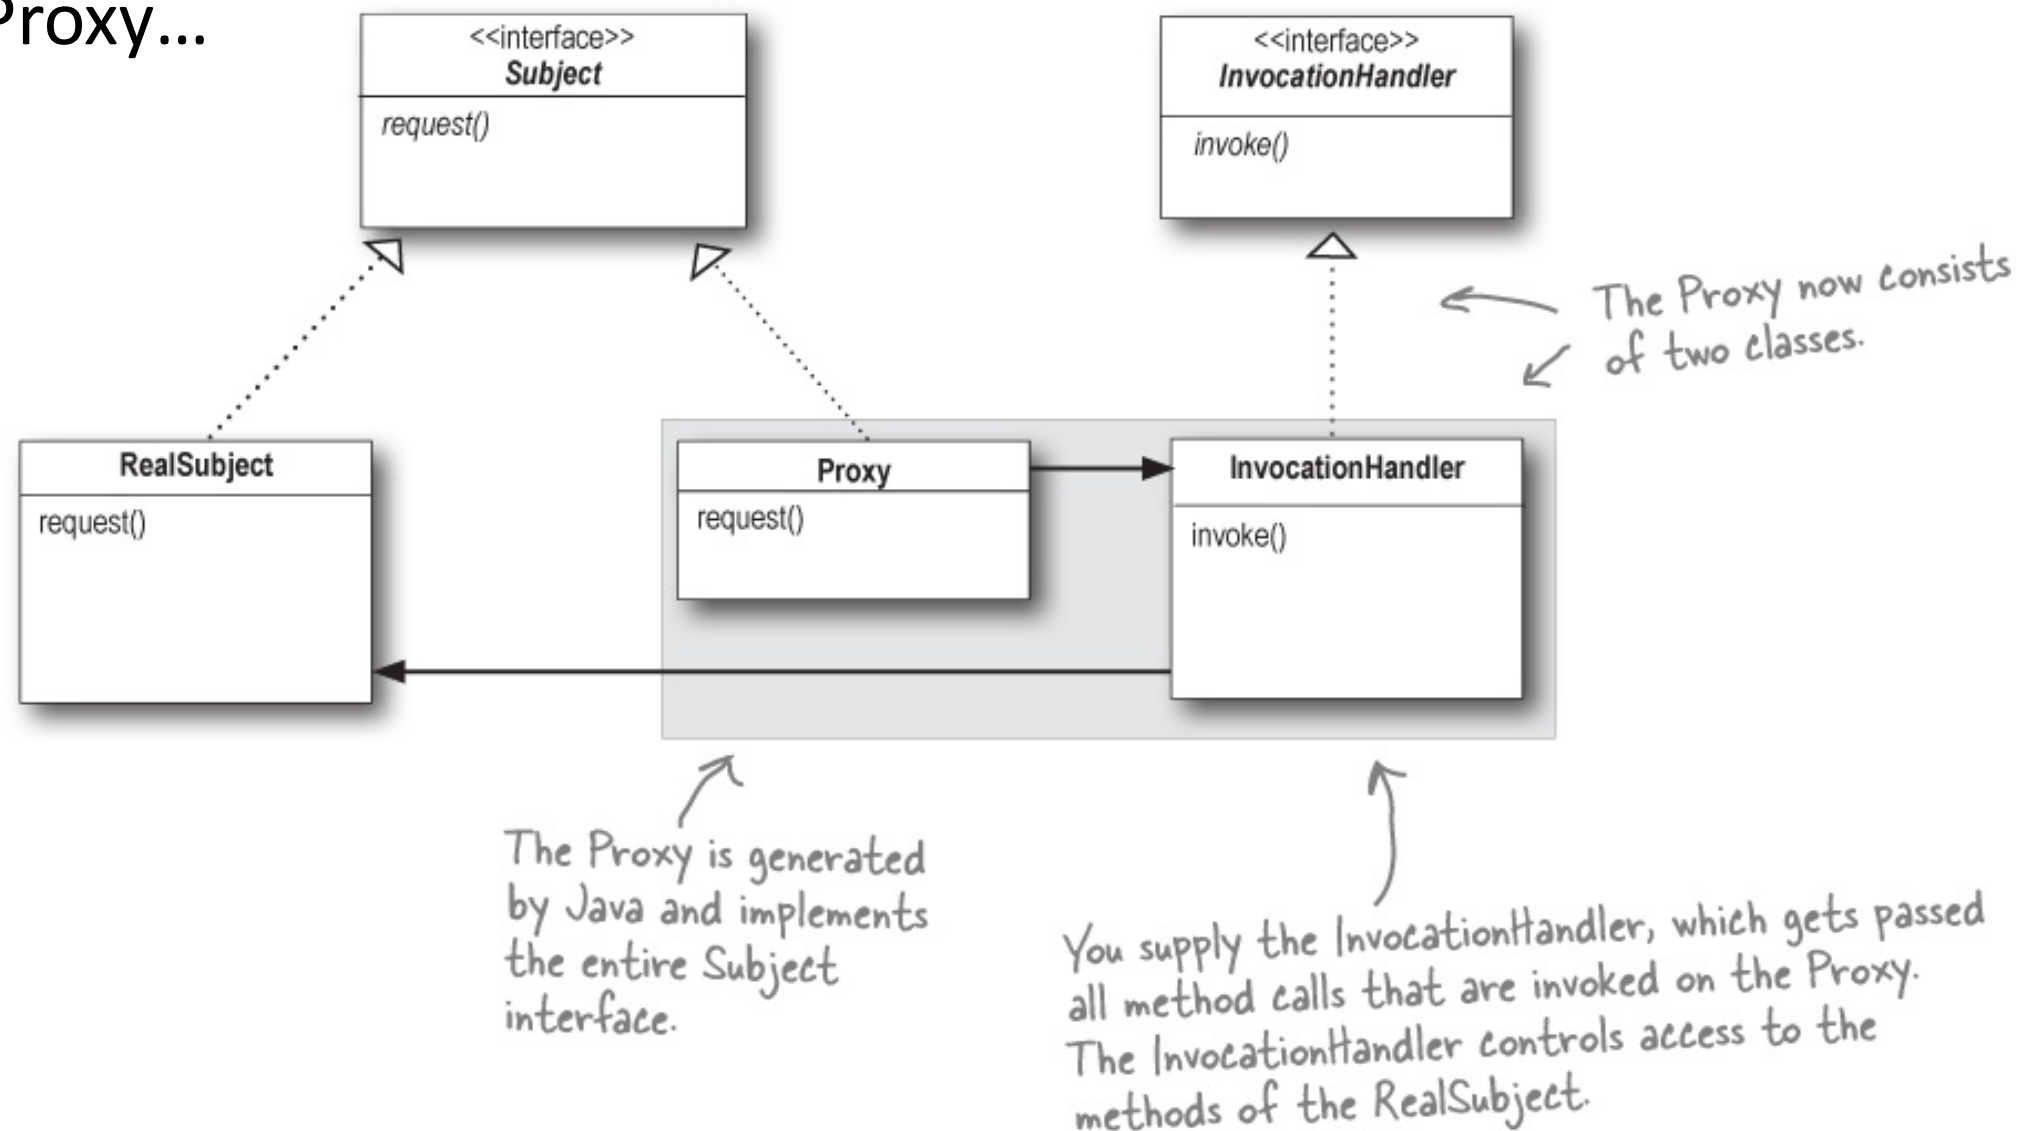 Proxy...
<<interface>>
Subject
request()
<<interface>>
InvocationHandler
invoke()
The Proxy now consists
of two classes.
RealSubject
request()
Proxy
request()
InvocationHandler
invoke()
The Proxy is generated
by Java and implements
the entire Subject
interface.
You supply the InvocationHandler, which gets passed
all method calls that are invoked on the Proxy.
The InvocationHandler controls access to the
methods of the RealSubject.